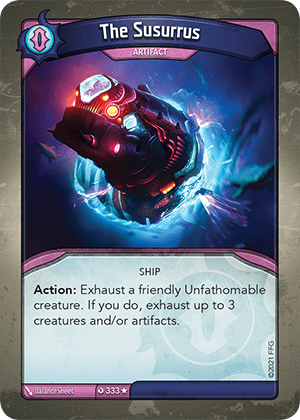 The Susurrus
ARTIFACT
SHIP
Action: Exhaust a friendly Unfathomable
creature. If you do, exhaust up to 3
creatures and/or artifacts.
BalanceSheet
333★
©2021 FFG